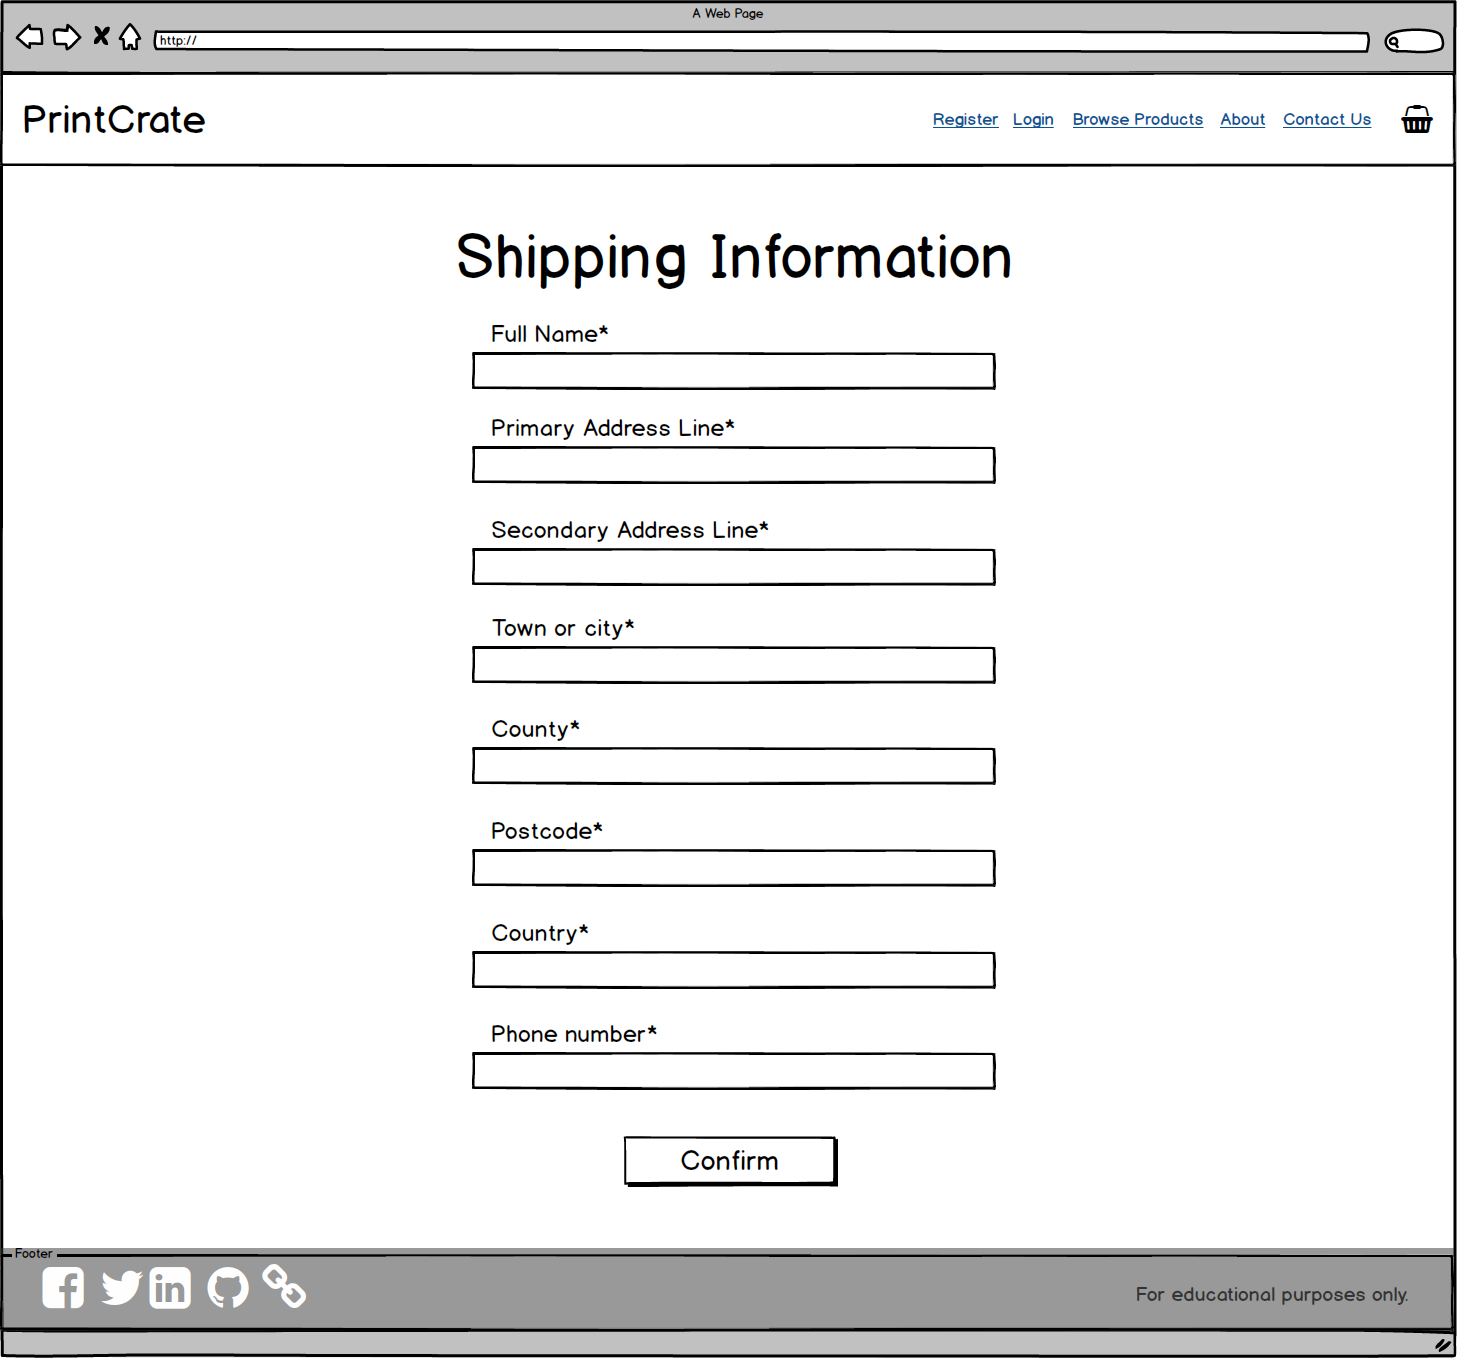 A Web Page
http://
PrintCrate
Register Login Browse Products About Contact Us
Shipping Information
Full Name*
Primary Address Line*
Secondary Address Line*
Town or city*
County*
Postcode*
Country*
Phone number*
Confirm
Footer
For educational purposes only.